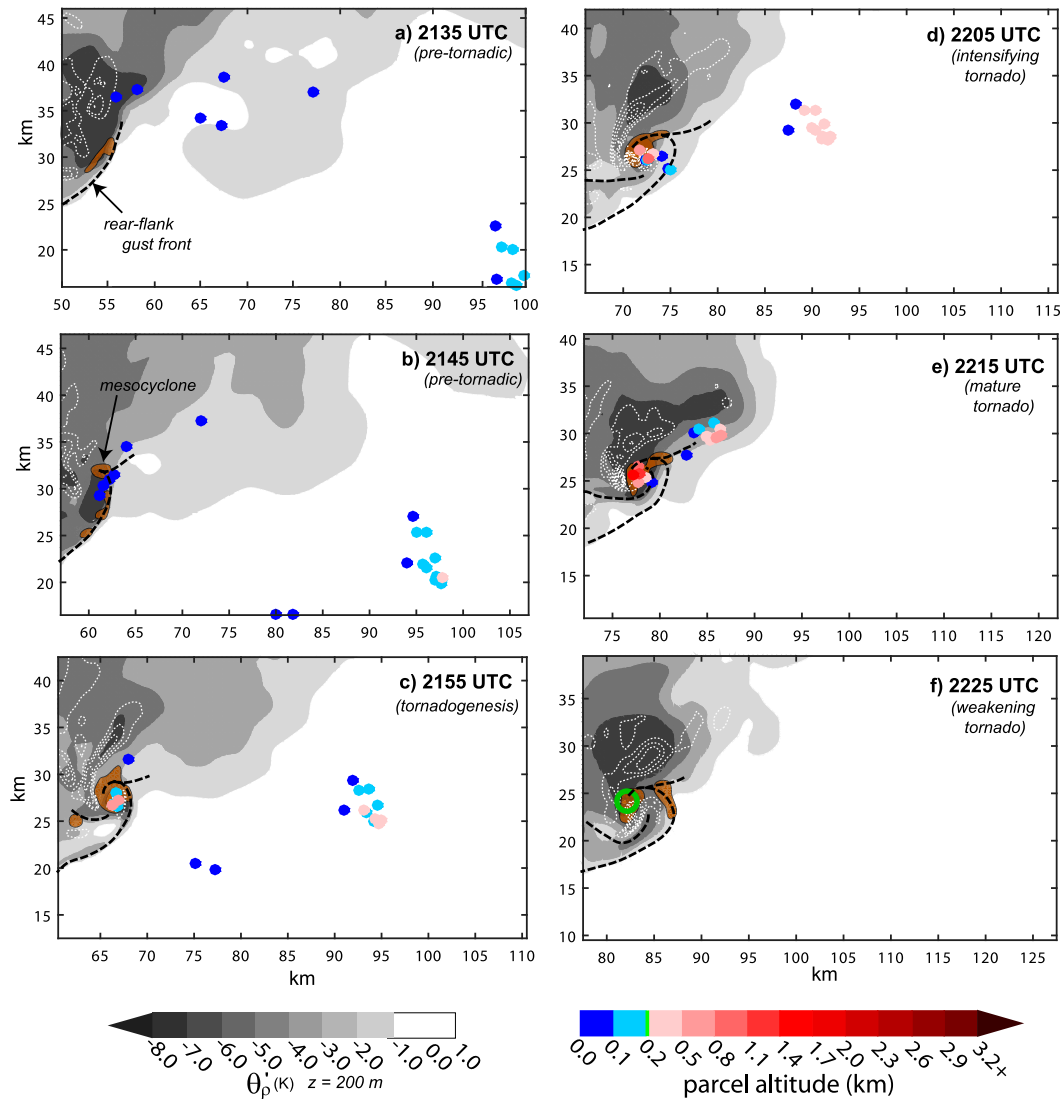 a) 2135 UTC
(pre-tornadic)
km
45
40
35
30
25
20
rear-flank
gust front
50 55 60 65 70 75 80 85 90 95 100
b) 2145 UTC
(pre-tornadic)
mesocyclone
km
45
40
35
30
25
20
60 65 70 75 80 85 90 95 100 105
c) 2155 UTC
(tornadogenesis)
km
40
35
30
25
20
15
65 70 75 80 85 90 95 100 105 110
km
d) 2205 UTC
(intensifying
tornado)
40
35
30
25
20
15
70 75 80 85 90 95 100 105 110 115
e) 2215 UTC
(mature
tornado)
40
35
30
25
20
15
75 80 85 90 95 100 105 110 115 120
f) 2225 UTC
(weakening
tornado)
35
30
25
20
15
10
80 85 90 95 100 105 110 115 120 125
km
-8.0 -7.0 -6.0 -5.0 -4.0 -3.0 -2.0 -1.0 0.0 1.0
θρ' (K) z = 200 m
0.0 0.1 0.2 0.5 0.8 1.1 1.4 1.7 2.0 2.3 2.6 2.9 3.2+
parcel altitude (km)